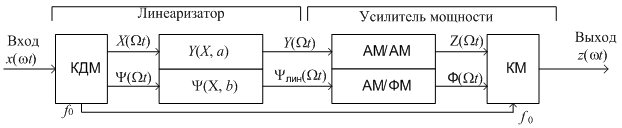 Линеаризатор
Усилитель мощности
Вход
x(ωt)
КДМ
X(Ωt)
Ψ(Ωt)
Y(X, a)
Ψ(X, b)
Y(Ωt)
Ψлин(Ωt)
АМ/АМ
АМ/ФМ
Z(Ωt)
Φ(Ωt)
КМ
Выход
z(ωt)
f0
f0